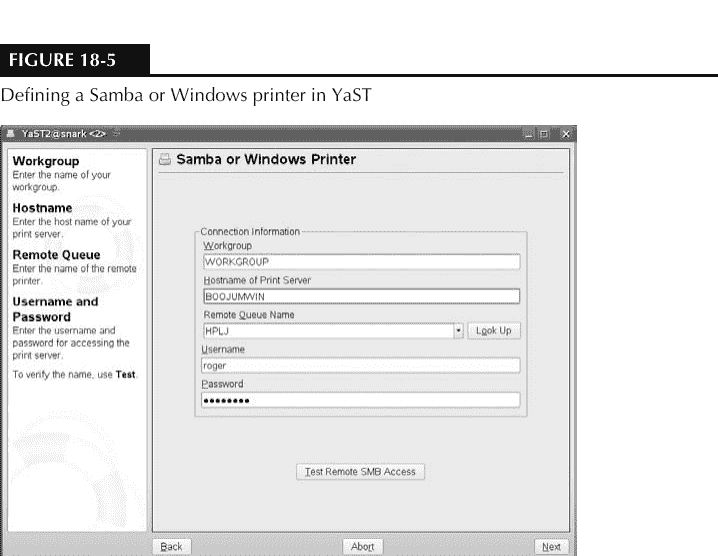 FIGURE 18-5
Defining a Samba or Windows printer in YaST
YaST2@snark <2>
Workgroup
Enter the name of your
workgroup.
Hostname
Enter the host name of your
print server.
Remote Queue
Enter the name of the remote
printer.
Username and
Password
Enter the username and
password for accessing the
print server.
To verify the name, use Test.
Samba or Windows Printer
Connection Information
Workgroup
WORKGROUP
Hostname of Print Server
BOOJUMWIN
Remote Queue Name
HPLJ
Look Up
Username
roger
Password
••••••••
Test Remote SMB Access
Back
Abort
Next